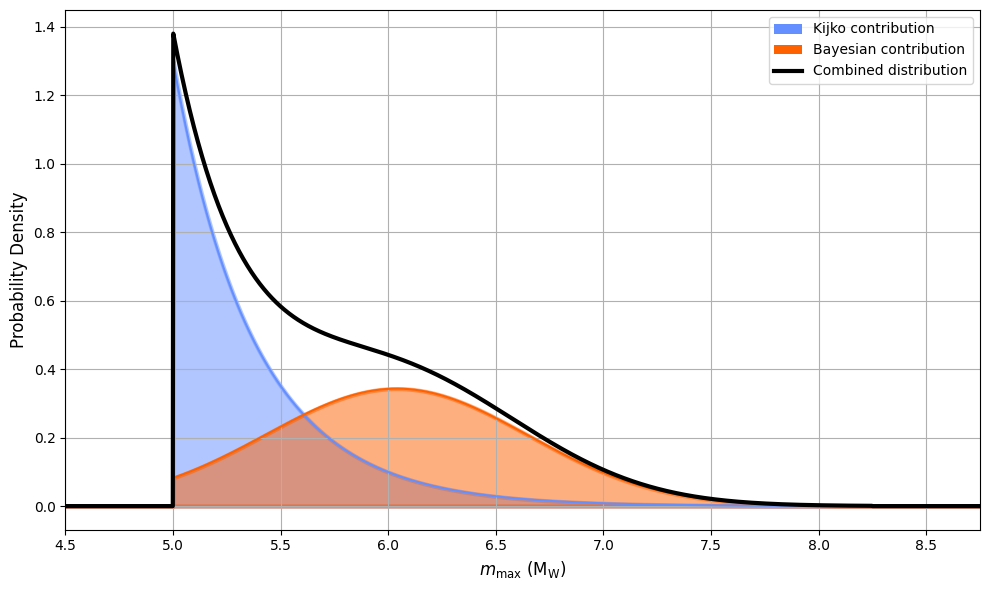 Kijko contribution
Bayesian contribution
Combined distribution
Probability Density
1.4
1.2
1.0
0.8
0.6
0.4
0.2
0.0
4.5 5.0 5.5 6.0 6.5 7.0 7.5 8.0 8.5
m_max (M_W)